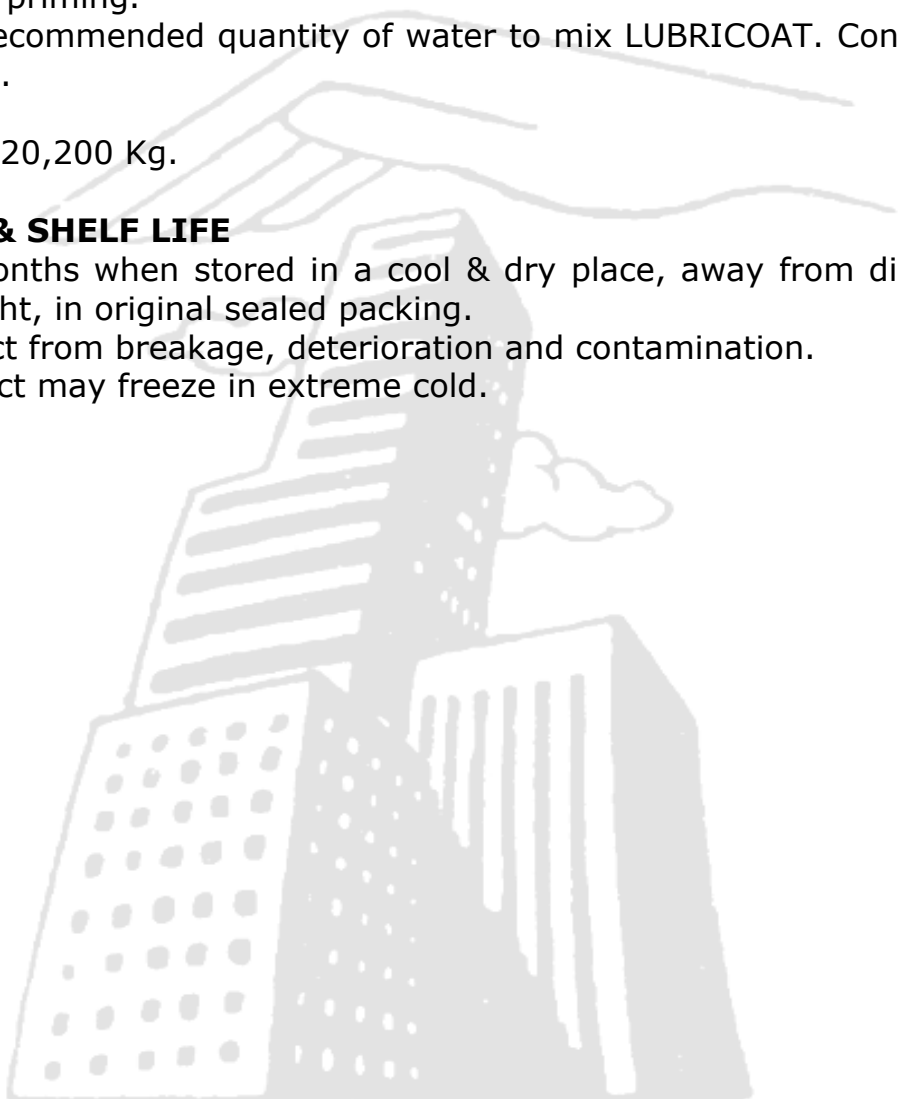 priming.
ecommended quantity of water to mix LUBRICOAT. Con
.
20,200 Kg.
& SHELF LIFE
onths when stored in a cool & dry place, away from di
ht, in original sealed packing.
ct from breakage, deterioration and contamination.
ct may freeze in extreme cold.